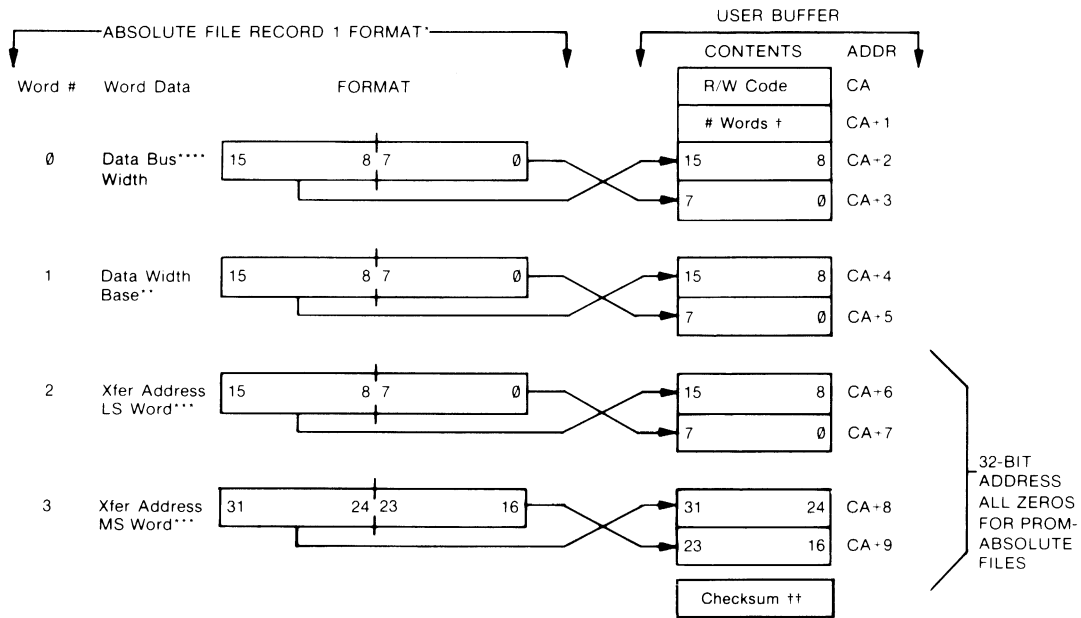 USER BUFFER
ABSOLUTE FILE RECORD 1 FORMAT*
CONTENTS ADDR
Word # Word Data FORMAT
R/W Code CA
# Words † CA+1
Ø Data Bus****
Width
15 8 7 Ø
15 8 CA+2
7 Ø CA+3
1 Data Width
Base**
15 8 7 Ø
15 8 CA+4
7 Ø CA+5
2 Xfer Address
LS Word***
15 8 7 Ø
15 8 CA+6
7 Ø CA+7
3 Xfer Address
MS Word***
31 24 23 16
31 24 CA+8
23 16 CA+9
32-BIT
ADDRESS
ALL ZEROS
FOR PROM-
ABSOLUTE
FILES
Checksum ††